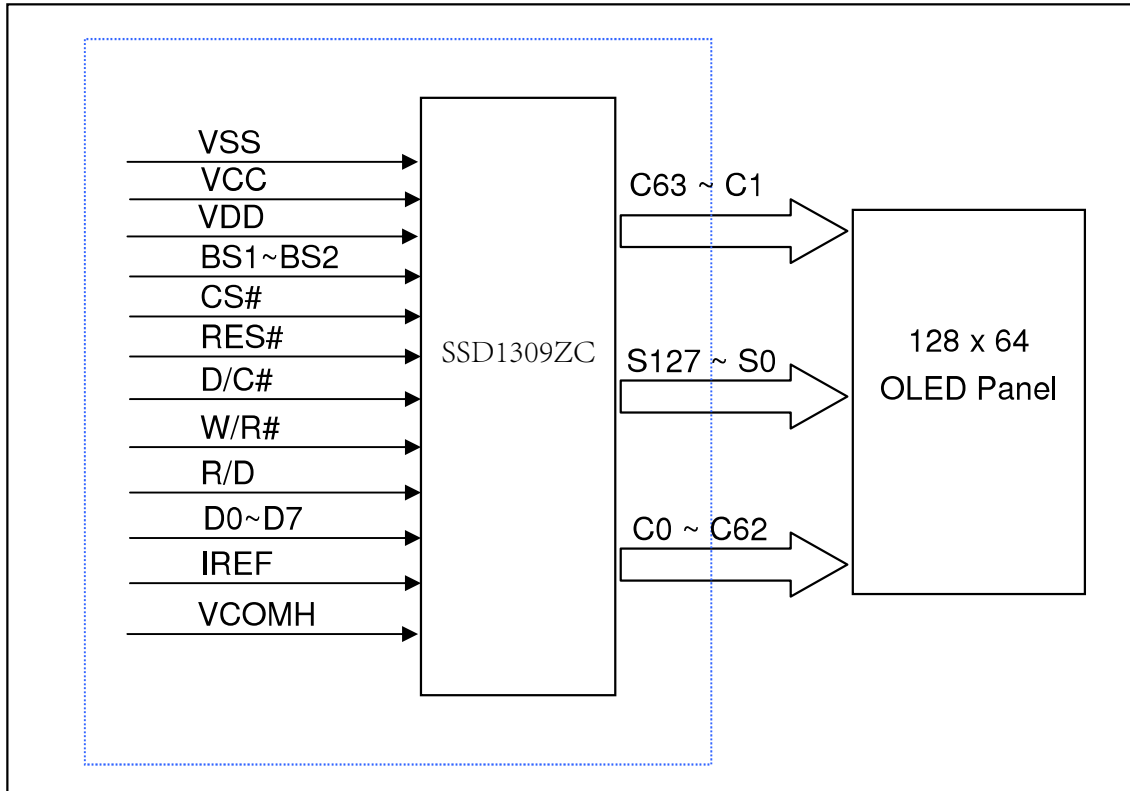 VSS
VCC
VDD
BS1~BS2
CS#
RES#
D/C#
W/R#
R/D
D0~D7
IREF
VCOMH
SSD1309ZC
C63 ~ C1
S127 ~ S0
C0 ~ C62
128 x 64
OLED Panel